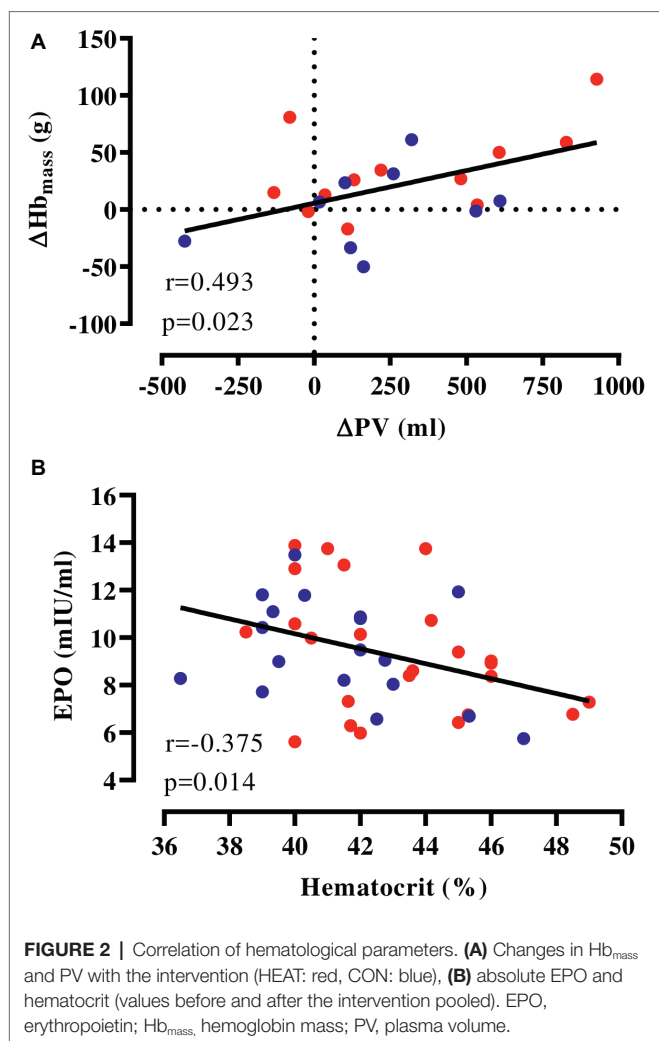 A
150
100
50
0
-50
-100
ΔHbmass (g)
r=0.493
p=0.023
-500 -250 0 250 500 750 1000
ΔPV (ml)
B
16
14
12
10
8
6
4
EPO (mIU/ml)
r=-0.375
p=0.014
36 38 40 42 44 46 48 50
Hematocrit (%)
FIGURE 2 | Correlation of hematological parameters. (A) Changes in Hbmass
and PV with the intervention (HEAT: red, CON: blue), (B) absolute EPO and
hematocrit (values before and after the intervention pooled). EPO,
erythropoietin; Hbmass, hemoglobin mass; PV, plasma volume.